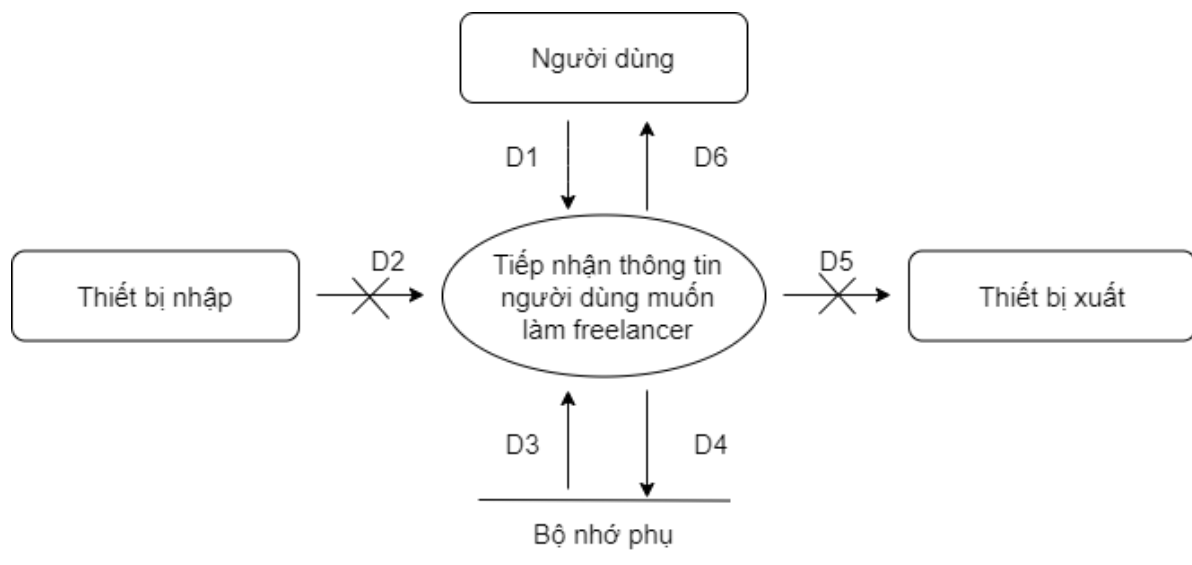 Người dùng
D1
D6
D2
D5
Thiết bị nhập
Tiếp nhận thông tin
người dùng muốn
làm freelancer
Thiết bị xuất
D3
D4
Bộ nhớ phụ